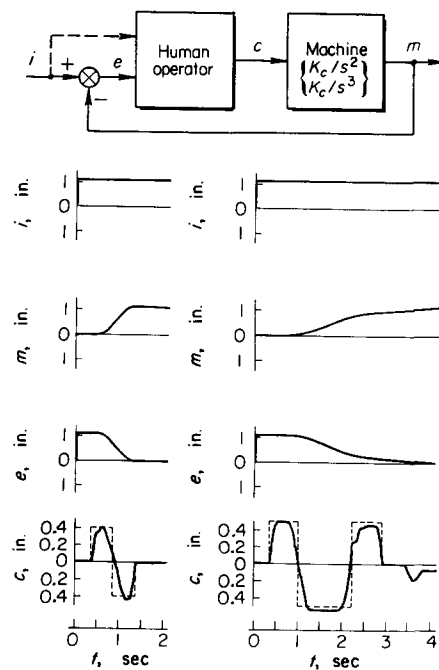 i + e − Human operator c Machine {K_c/s² K_c/s³} m
i, in. 1 0 1
i, in. 1 0 1
m, in. 1 0 1
m, in. 1 0 1
e, in. 1 0 1
e, in. 1 0 1
c, in. 0.4 0.2 0 0.2 0.4
c, in. 0.4 0.2 0 0.2 0.4
0 1 2
0 1 2 3 4
t, sec
t, sec